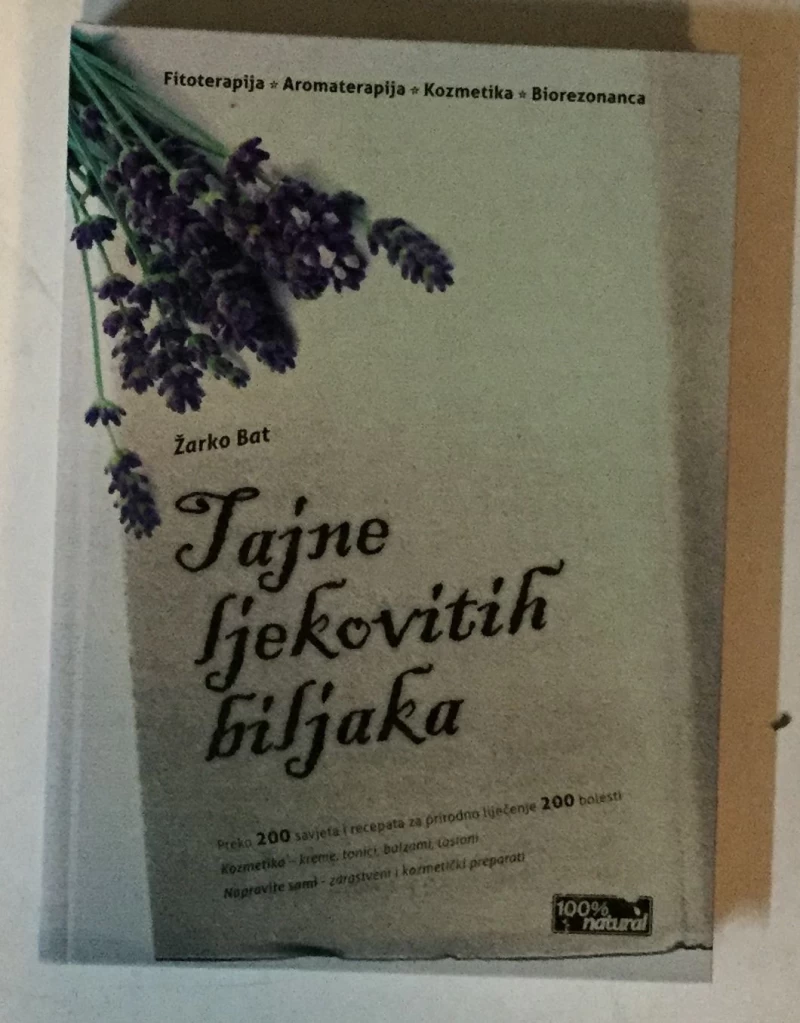 Fitoterapija * Aromaterapija * Kozmetika * Biorezonanca
Žarko Bat
Tajne
ljekovitih
biljaka
Preko 200 savjeta i recepata za prirodno liječenje 200 bolesti
Kozmetika - kreme, tonici, balzami, losioni
Napravite sami - zdrastveni i kozmetički preparati
100%
natural